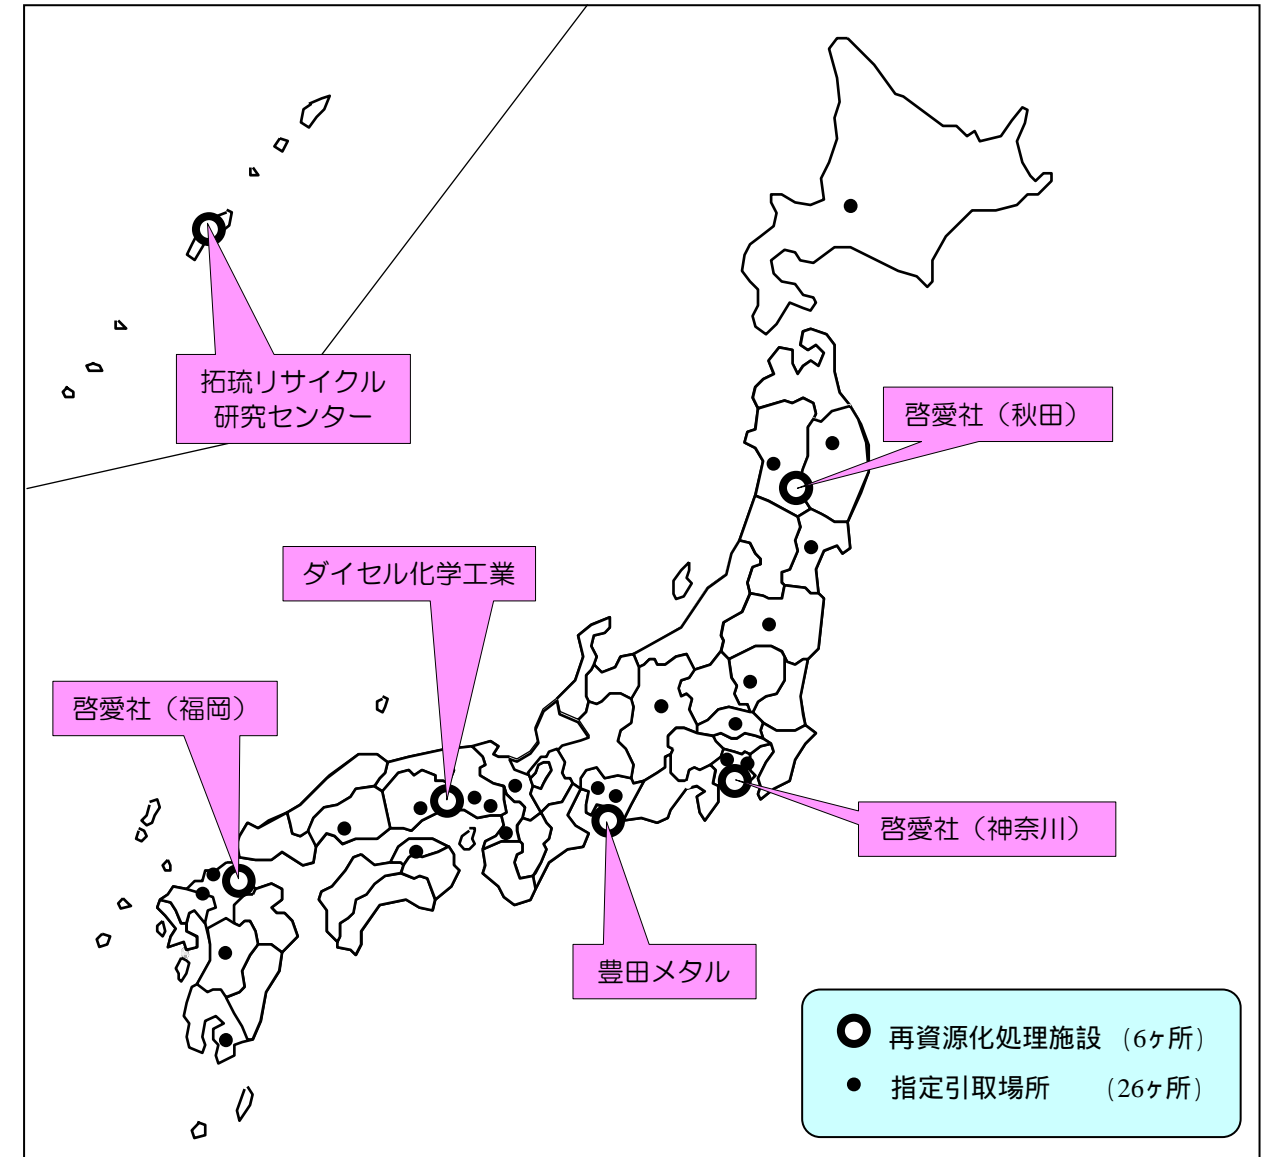 拓琉リサイクル
研究センター
啓愛社（秋田）
ダイセル化学工業
啓愛社（福岡）
啓愛社（神奈川）
豊田メタル
再資源化処理施設 (6ヶ所)
指定引取場所 (26ヶ所)